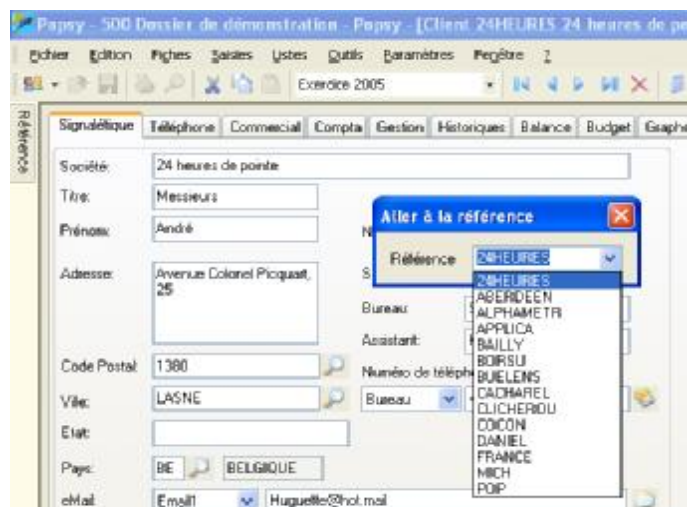 Popsy - 500 Dossier de démonstration - Popsy - [Client 24HEURES 24 heures de po
Fichier Edition Fiches Saisies Listes Outils Paramètres Fenêtre ?
Exercice 2005
Référence
Signalétique Téléphone Commercial Compta Gestion Historiques Balance Budget Graphe
Société: 24 heures de pointe
Titre: Messieurs
Aller à la référence
Prénom: André
N
Référence 24HEURES
Adresse: Avenue Colonel Picquart,
25
S
24HEURES
ABERDEEN
Bureau:
ALPHAMETR
APPLICA
Assistant:
BAILLY
BOIRSU
Code Postal: 1380
Numéro de téléph
BUELENS
CACHAREL
Ville: LASNE
Bureau
CLICHEROU
COCON
Etat:
DANIEL
FRANCE
Pays: BE BELGIQUE
MICH
POIP
eMail: Email1 Huguette@hot.mail